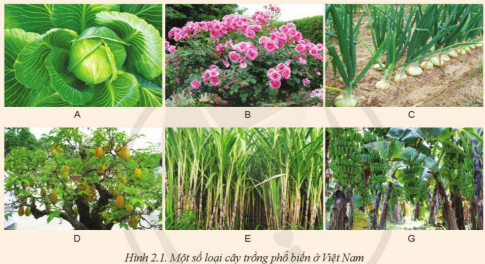 A
B
C
D
E
G
Hình 2.1. Một số loại cây trồng phổ biến ở Việt Nam